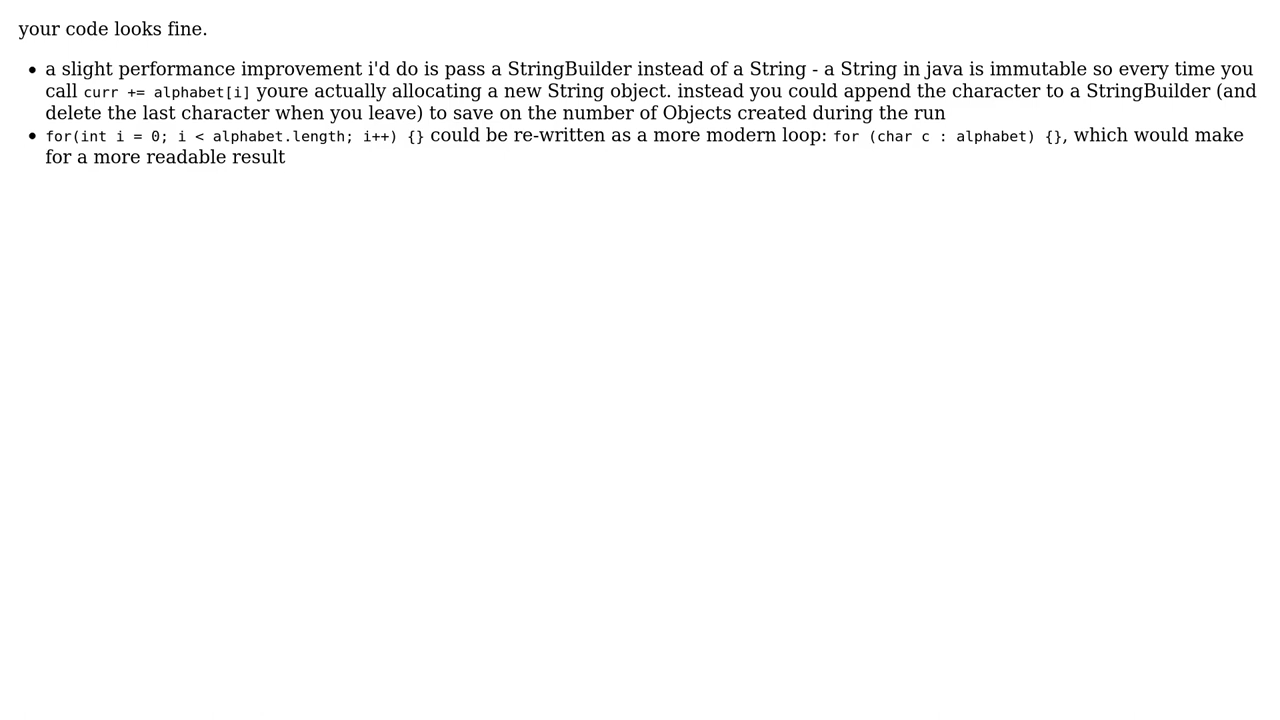 your code looks fine.
• a slight performance improvement i'd do is pass a StringBuilder instead of a String - a String in java is immutable so every time you
call curr += alphabet[i] youre actually allocating a new String object. instead you could append the character to a StringBuilder (and
delete the last character when you leave) to save on the number of Objects created during the run
• for(int i = 0; i < alphabet.length; i++) {} could be re-written as a more modern loop: for (char c : alphabet) {}, which would make
for a more readable result